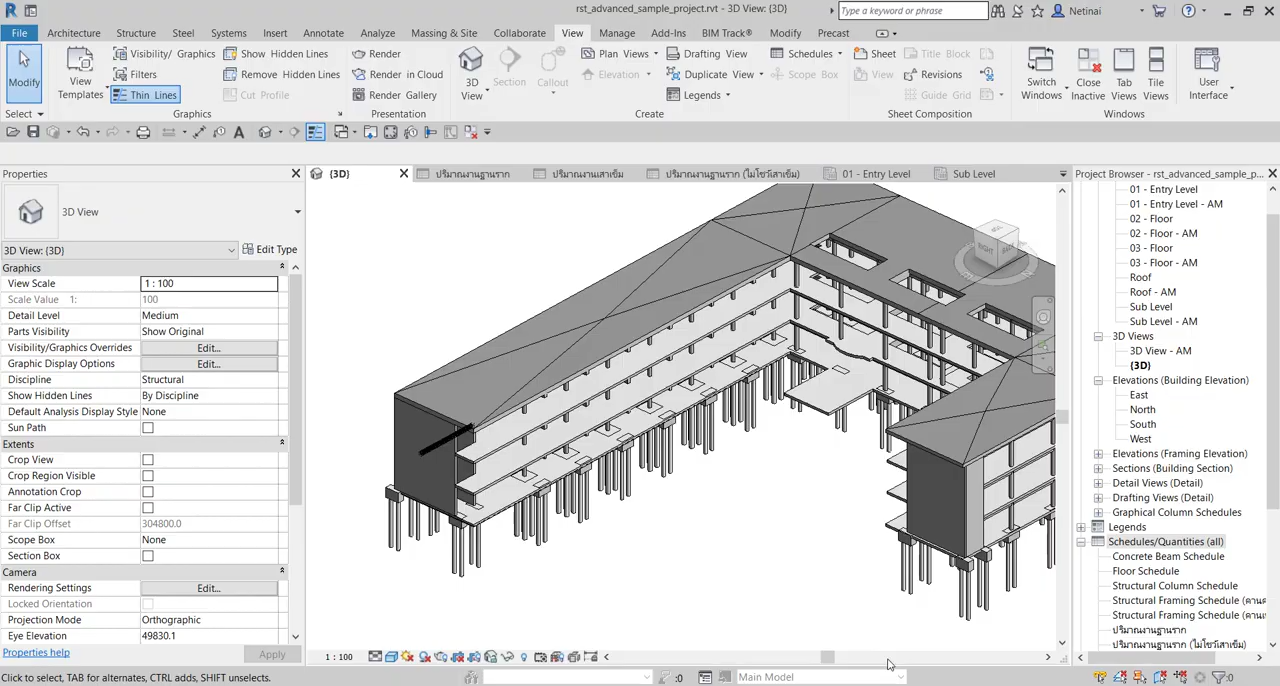 rst_advanced_sample_project.rvt - 3D View: {3D}
Type a keyword or phrase
Netinai
File Architecture Structure Steel Systems Insert Annotate Analyze Massing & Site Collaborate View Manage Add-Ins BIM Track® Modify Precast
Modify
View Templates
Visibility/ Graphics
Filters
Thin Lines
Show Hidden Lines
Remove Hidden Lines
Cut Profile
Render
Render in Cloud
Render Gallery
3D View
Section
Callout
Plan Views
Elevation
Drafting View
Duplicate View
Legends
Schedules
Scope Box
Sheet
View
Title Block
Revisions
Guide Grid
Switch Windows
Close Inactive
Tab Views
Tile Views
User Interface
Select
Graphics
Presentation
Create
Sheet Composition
Windows
Properties
{3D}
ปริมาณงานฐานราก
ปริมาณงานเสาเข็ม
ปริมาณงานฐานราก (ไม่โชว์เสาเข็ม)
01 - Entry Level
Sub Level
Project Browser - rst_advanced_sample_p...
3D View
3D View: {3D}
Edit Type
Graphics
View Scale 1 : 100
Scale Value 1: 100
Detail Level Medium
Parts Visibility Show Original
Visibility/Graphics Overrides Edit...
Graphic Display Options Edit...
Discipline Structural
Show Hidden Lines By Discipline
Default Analysis Display Style None
Sun Path
Extents
Crop View
Crop Region Visible
Annotation Crop
Far Clip Active
Far Clip Offset 304800.0
Scope Box None
Section Box
Camera
Rendering Settings Edit...
Locked Orientation
Projection Mode Orthographic
Eye Elevation 49830.1
Properties help
Apply
TOP
RIGHT
BACK
01 - Entry Level
01 - Entry Level - AM
02 - Floor
02 - Floor - AM
03 - Floor
03 - Floor - AM
Roof
Roof - AM
Sub Level
Sub Level - AM
3D Views
3D View - AM
{3D}
Elevations (Building Elevation)
East
North
South
West
Elevations (Framing Elevation)
Sections (Building Section)
Detail Views (Detail)
Drafting Views (Detail)
Graphical Column Schedules
Legends
Schedules/Quantities (all)
Concrete Beam Schedule
Floor Schedule
Structural Column Schedule
Structural Framing Schedule (คานค
Structural Framing Schedule (คานเ
ปริมาณงานฐานราก
ปริมาณงานฐานราก (ไม่โชว์เสาเข็ม)
1 : 100
Click to select, TAB for alternates, CTRL adds, SHIFT unselects.
:0
Main Model
:0